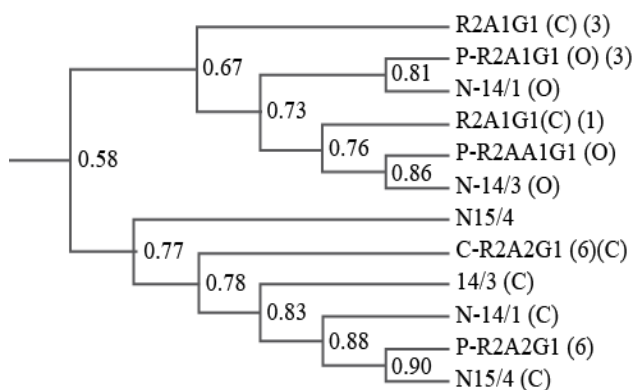 R2A1G1 (C) (3)
P-R2A1G1 (O) (3)
0.81
0.67
N-14/1 (O)
0.73
R2A1G1(C) (1)
0.76
P-R2AA1G1 (O)
0.58
0.86
N-14/3 (O)
N15/4
0.77
C-R2A2G1 (6)(C)
0.78
14/3 (C)
0.83
N-14/1 (C)
0.88
P-R2A2G1 (6)
0.90
N15/4 (C)